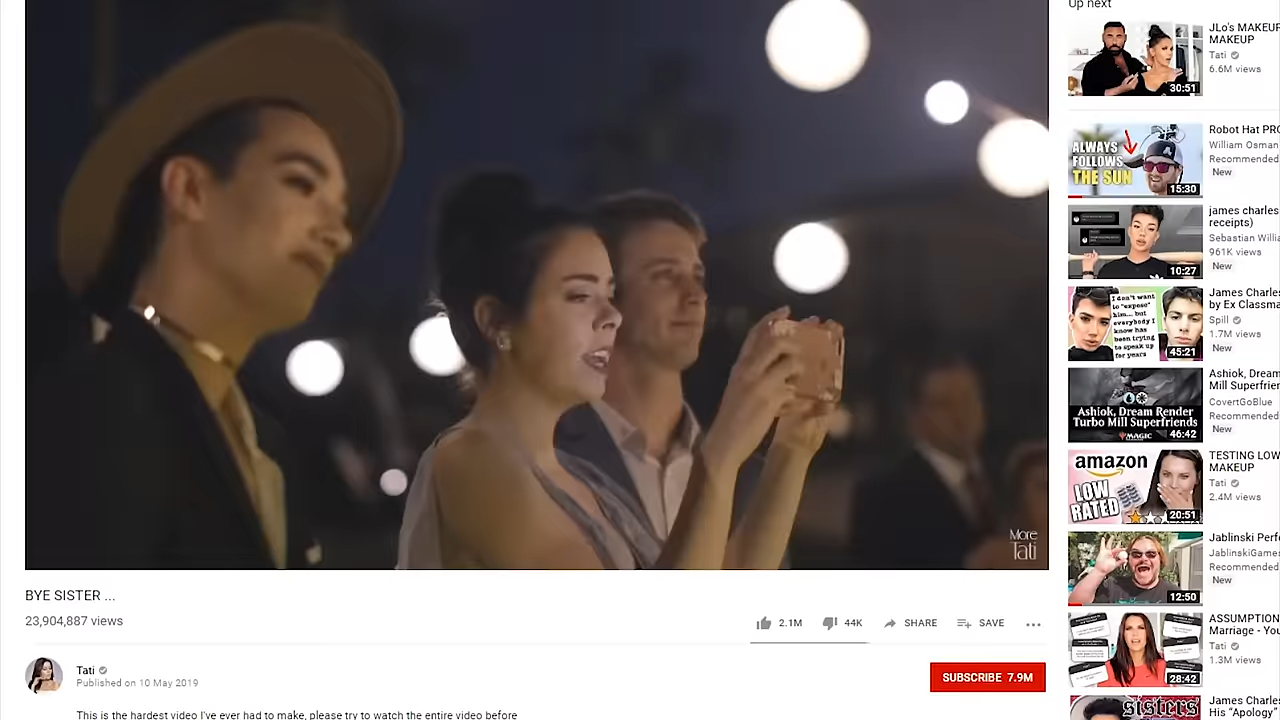 More
Tati
BYE SISTER ...
23,904,887 views
2.1M
44K
SHARE
SAVE
Tati
Published on 10 May 2019
SUBSCRIBE 7.9M
This is the hardest video I've ever had to make, please try to watch the entire video before
Up next
30:51
JLo's MAKEUP
MAKEUP
Tati
6.6M views
ALWAYS
FOLLOWS
THE SUN
15:30
Robot Hat PRO
William Osman
Recommended
New
10:27
james charles
receipts)
Sebastian Willi
961K views
New
I don't want
to "expose"
him... but
everybody I
know has
been trying
to speak up
for years
45:21
James Charles
by Ex Classm
Spill
1.7M views
New
Ashiok, Dream Render
Turbo Mill Superfriends
MAGIC
46:42
Ashiok, Dream
Mill Superfrien
CovertGoBlue
Recommended
New
amazon
LOW
RATED
20:51
TESTING LOW
MAKEUP
Tati
2.4M views
12:50
Jablinski Perfe
JablinskiGames
Recommended
New
28:42
ASSUMPTION
Marriage - You
Tati
1.3M views
sisters
James Charles
His "Apology"